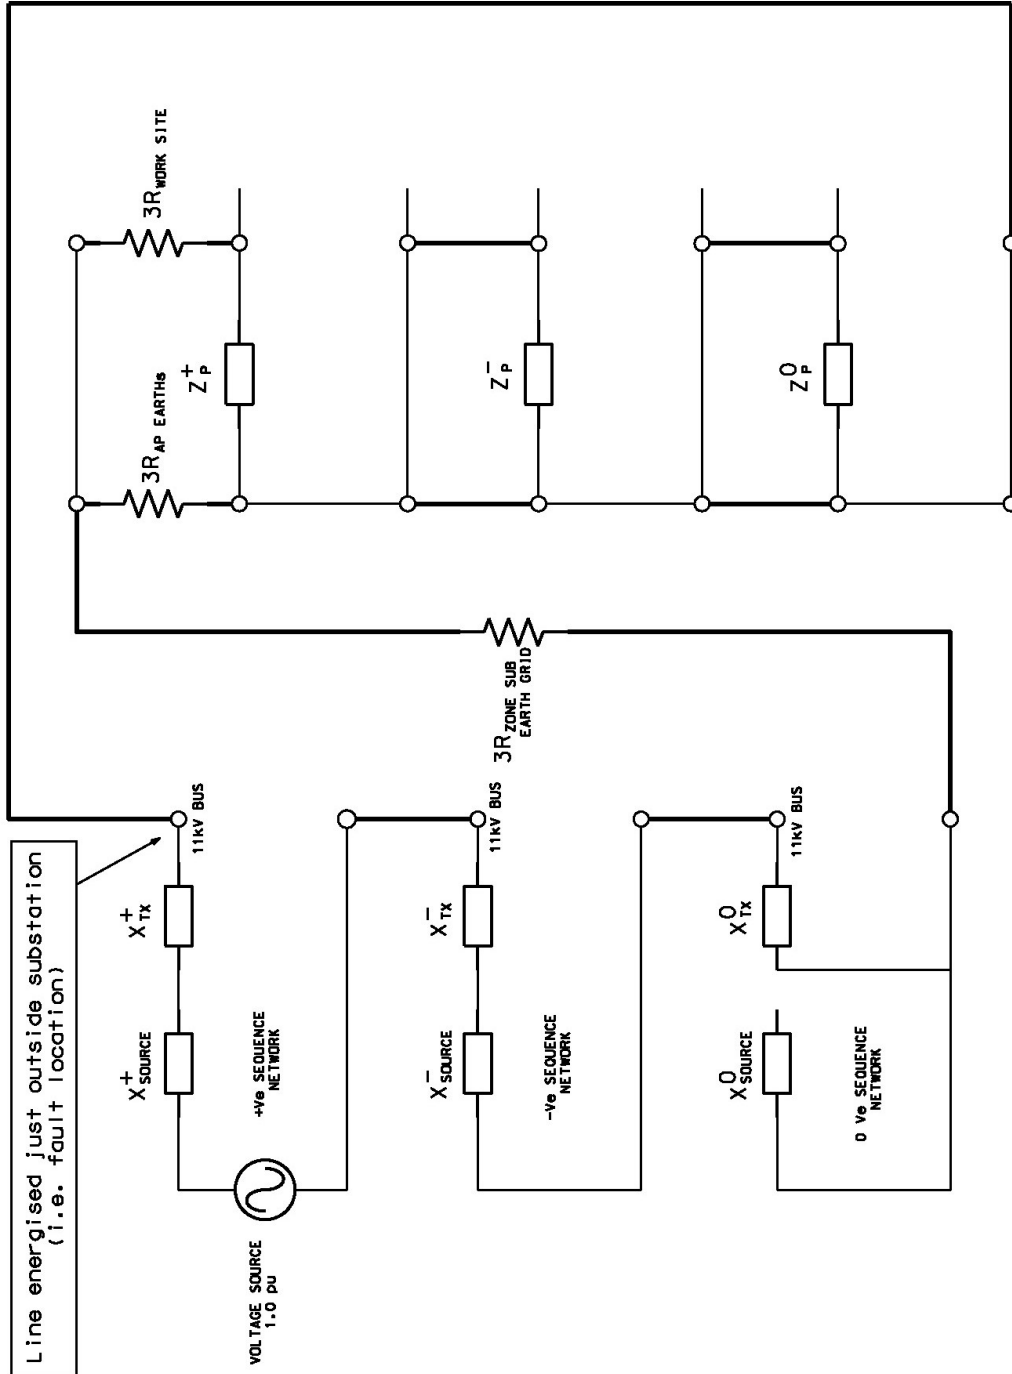 Line energised just outside substation
(i.e. fault location)
VOLTAGE SOURCE
1.0 pu
X+SOURCE
X+TX
11kV BUS
+Ve SEQUENCE
NETWORK
X-SOURCE
X-TX
11kV BUS
-Ve SEQUENCE
NETWORK
X0SOURCE
X0TX
11kV BUS
0 Ve SEQUENCE
NETWORK
3RZONE SUB
EARTH GRID
3RAP EARTHs
3RWORK SITE
Z+P
Z-P
Z0P